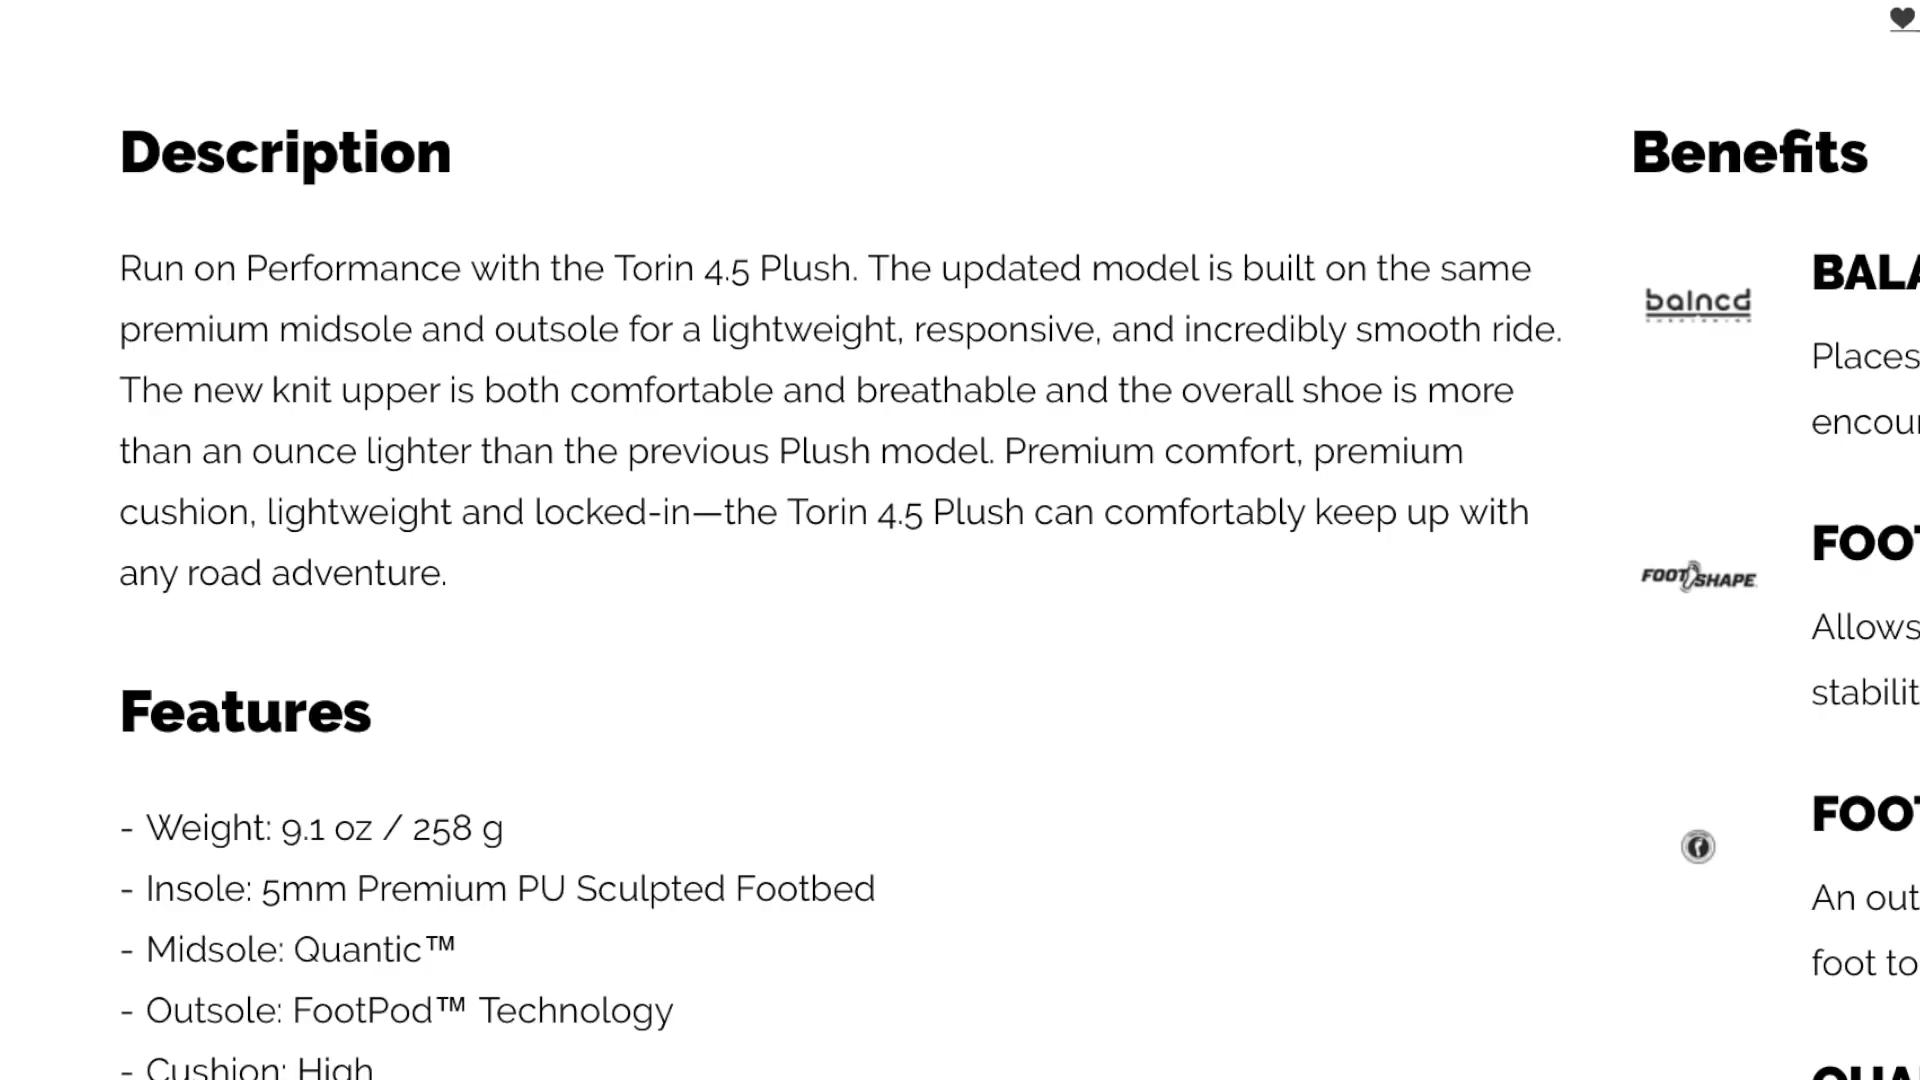 Description
Run on Performance with the Torin 4.5 Plush. The updated model is built on the same
premium midsole and outsole for a lightweight, responsive, and incredibly smooth ride.
The new knit upper is both comfortable and breathable and the overall shoe is more
than an ounce lighter than the previous Plush model. Premium comfort, premium
cushion, lightweight and locked-in—the Torin 4.5 Plush can comfortably keep up with
any road adventure.
Features
- Weight: 9.1 oz / 258 g
- Insole: 5mm Premium PU Sculpted Footbed
- Midsole: Quantic™
- Outsole: FootPod™ Technology
- Cushion: High
Benefits
balncd
BALA
Places
encour
FOOTSHAPE
FOOT
Allows
stabilit
FOOT
An out
foot to